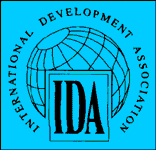 INTERNATIONAL DEVELOPMENT ASSOCIATION
IDA